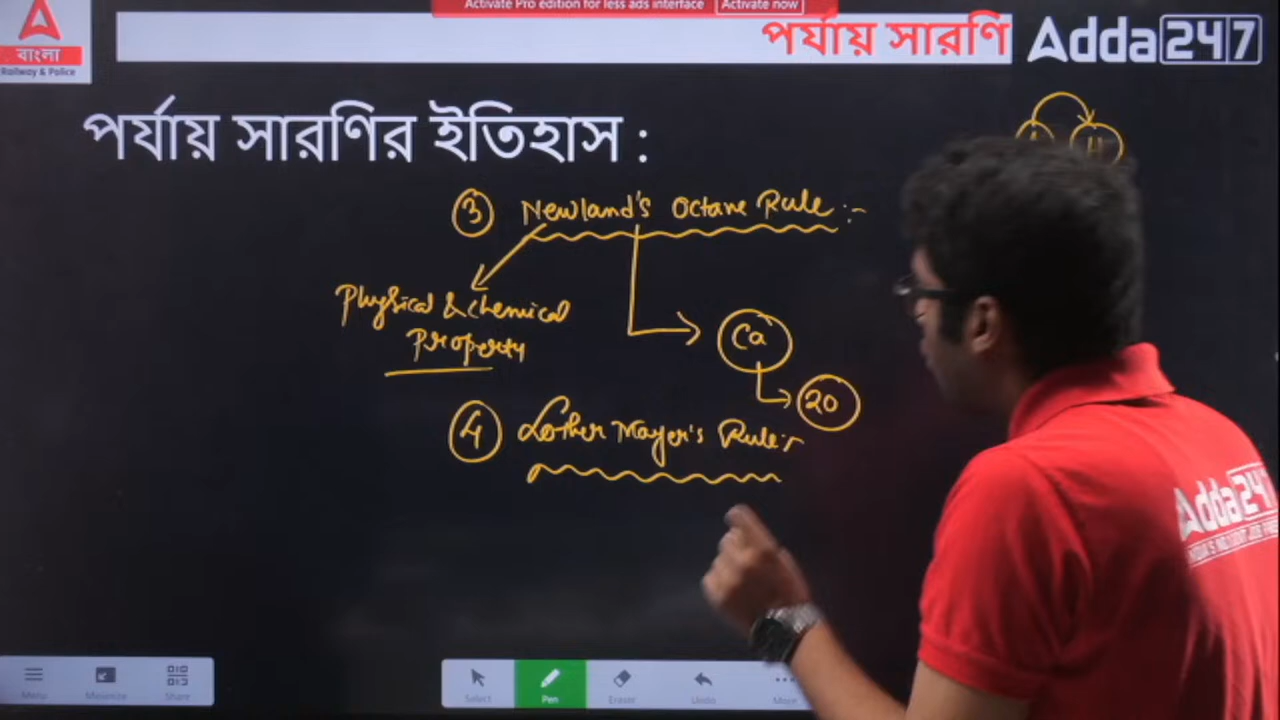 Activate Pro edition for less ads interface Activate now
বাংলা
Railway & Police
পর্যায় সারণি
Adda247
পর্যায় সারণির ইতিহাস :
③ Newland's Octane Rule :-
Physical & chemical
Property
Ca
20
④ Lother Mayer's Rule:-
H
Adda247
Menu
Maximize
Share
Select
Pen
Eraser
Undo
More